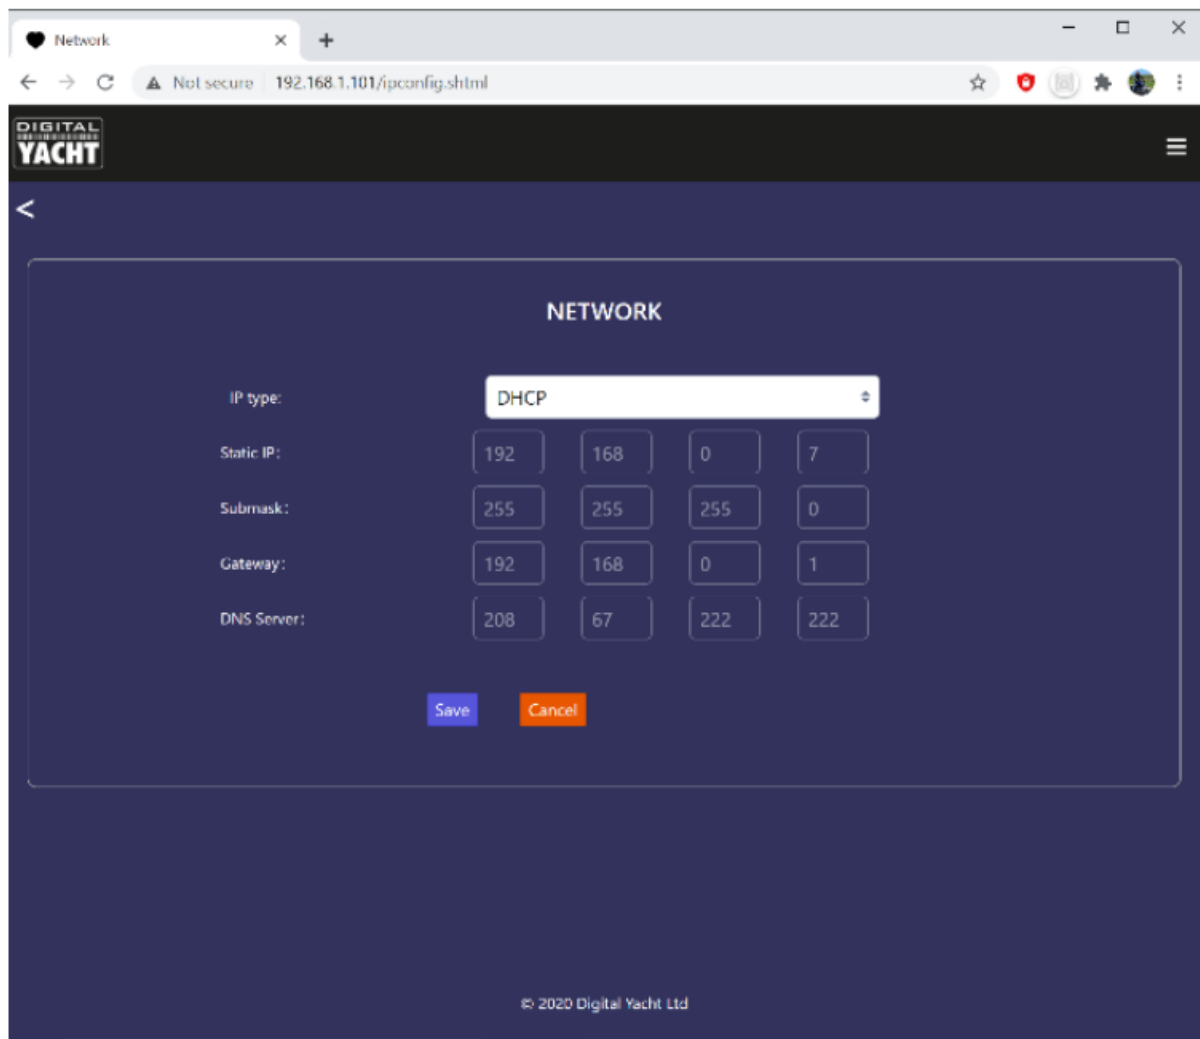 Network
Not secure 192.168.1.101/ipconfig.shtml
DIGITAL
YACHT
<
NETWORK
IP type: DHCP
Static IP: 192 168 0 7
Submask: 255 255 255 0
Gateway: 192 168 0 1
DNS Server: 208 67 222 222
Save Cancel
© 2020 Digital Yacht Ltd